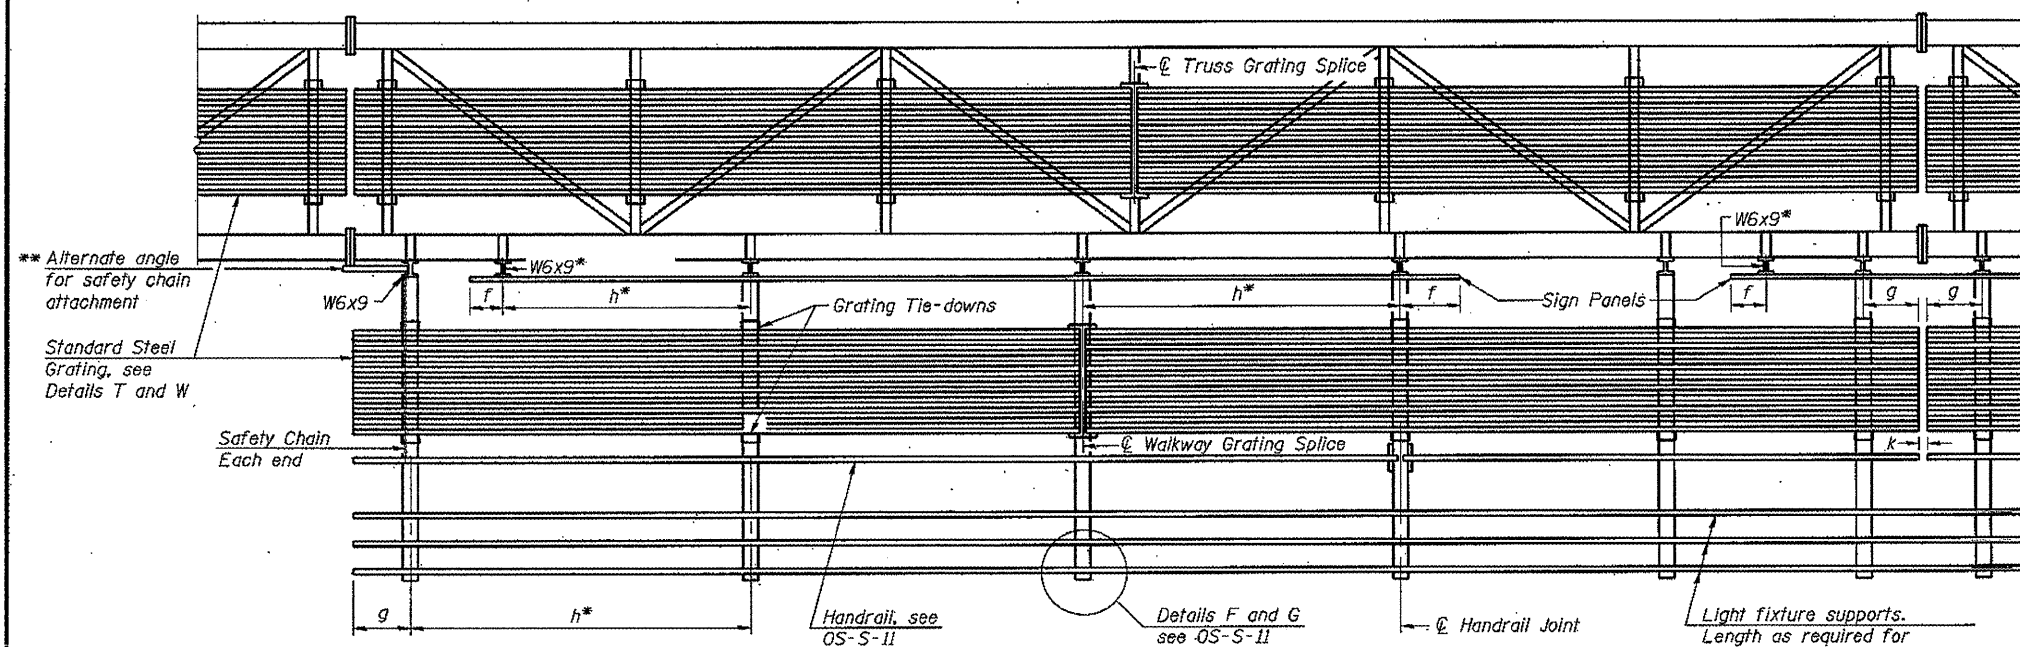 ℄ Truss Grating Splice
W6x9*
** Alternate angle
for safety chain
attachment
W6x9*
W6x9
f
h*
h*
f
Sign Panels
f
g
g
Grating Tie-downs
Standard Steel
Grating, see
Details T and W
Safety Chain
Each end
℄ Walkway Grating Splice
k
g
h*
Handrail, see
OS-S-11
Details F and G
see OS-S-11
℄ Handrail Joint
Light fixture supports.
Length as required for